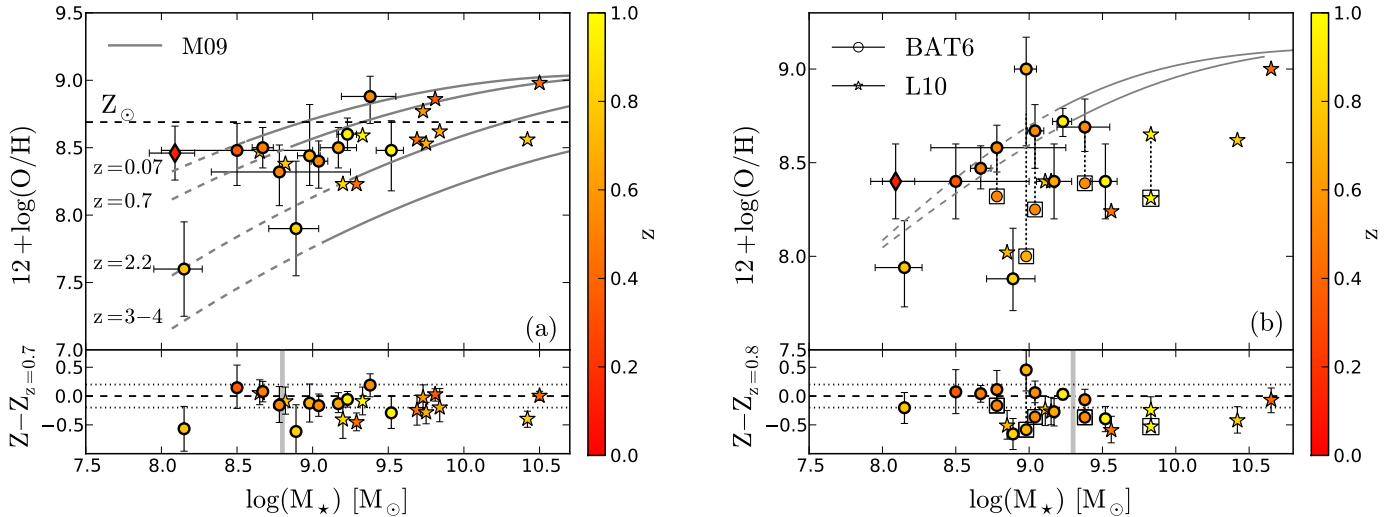 9.5
M09
9.0
Z⊙
8.5
z=0.07
z=0.7
8.0
z=2.2
7.5
z=3−4
7.0
(a)
12+log(O/H)
0.5
0.0
−0.5
Z−Z z=0.7
7.5 8.0 8.5 9.0 9.5 10.0 10.5
log(M⋆) [M⊙]
1.0
0.8
0.6
0.4
0.2
0.0
z
BAT6
L10
9.0
8.5
8.0
7.5
(b)
12+log(O/H)
0.5
0.0
−0.5
Z−Z z=0.8
7.5 8.0 8.5 9.0 9.5 10.0 10.5
log(M⋆) [M⊙]
1.0
0.8
0.6
0.4
0.2
0.0
z